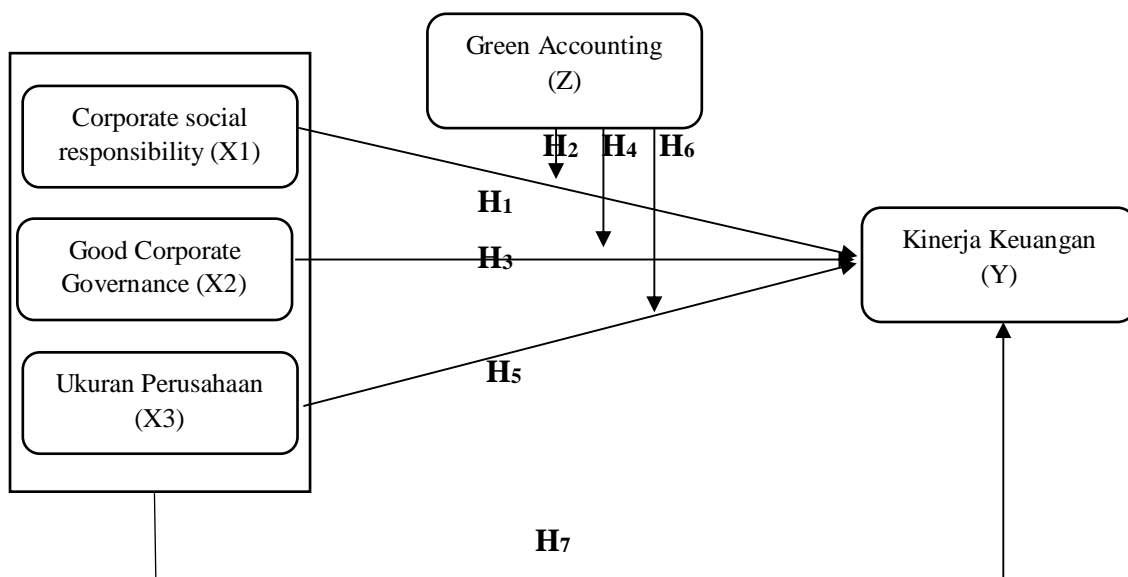 Green Accounting
(Z)
Corporate social
responsibility (X1)
H2 H4 H6
H1
Good Corporate
Governance (X2)
H3
Kinerja Keuangan
(Y)
Ukuran Perusahaan
(X3)
H5
H7